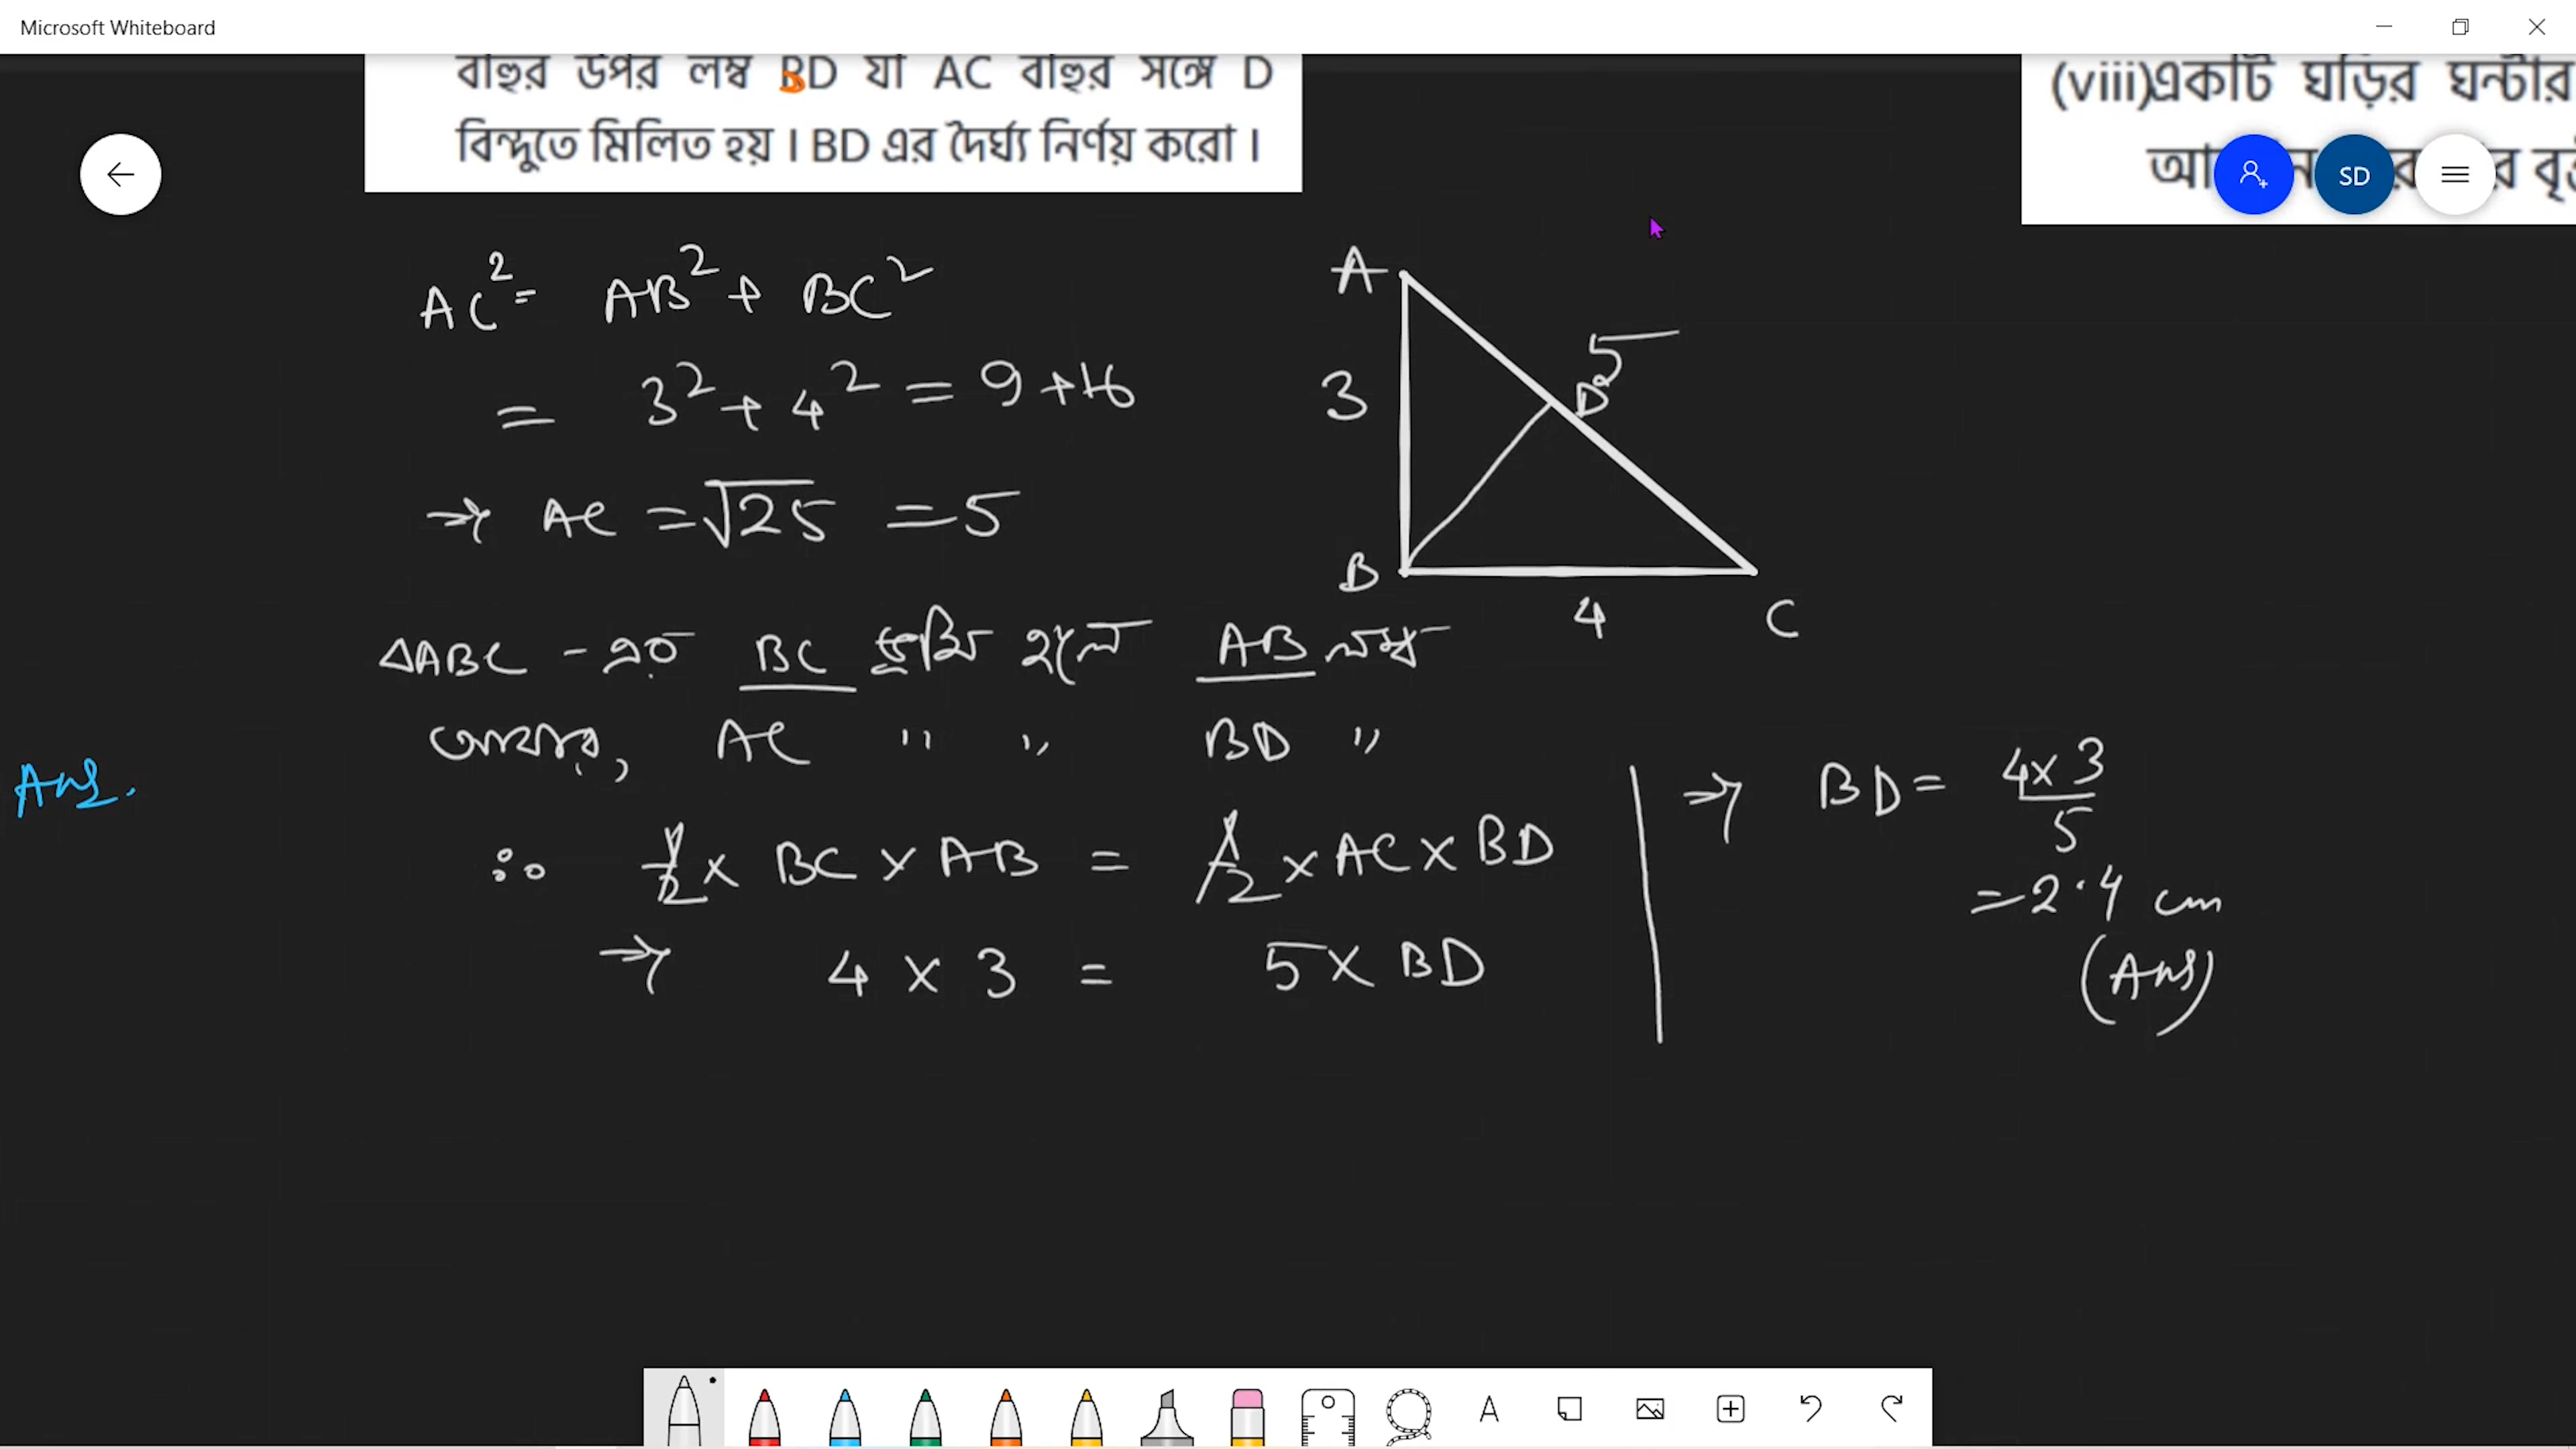 Microsoft Whiteboard
বাহুর উপর লম্ব BD যা AC বাহুর সঙ্গে D
বিন্দুতে মিলিত হয় । BD এর দৈর্ঘ্য নির্ণয় করো ।
(viii)একটি ঘড়ির ঘন্টার
SD
AC² = AB² + BC²
= 3² + 4² = 9 + 16
⇒ AC = √25 = 5
A
3
5
D
B
4
C
ΔABC - এর BC ভূমি হলে AB লম্ব
আবার, AC " " BD "
Ans.
∴ 1/2 × BC × AB = 1/2 × AC × BD
⇒ 4 × 3 = 5 × BD
⇒ BD = 4×3/5
= 2.4 cm
(Ans)